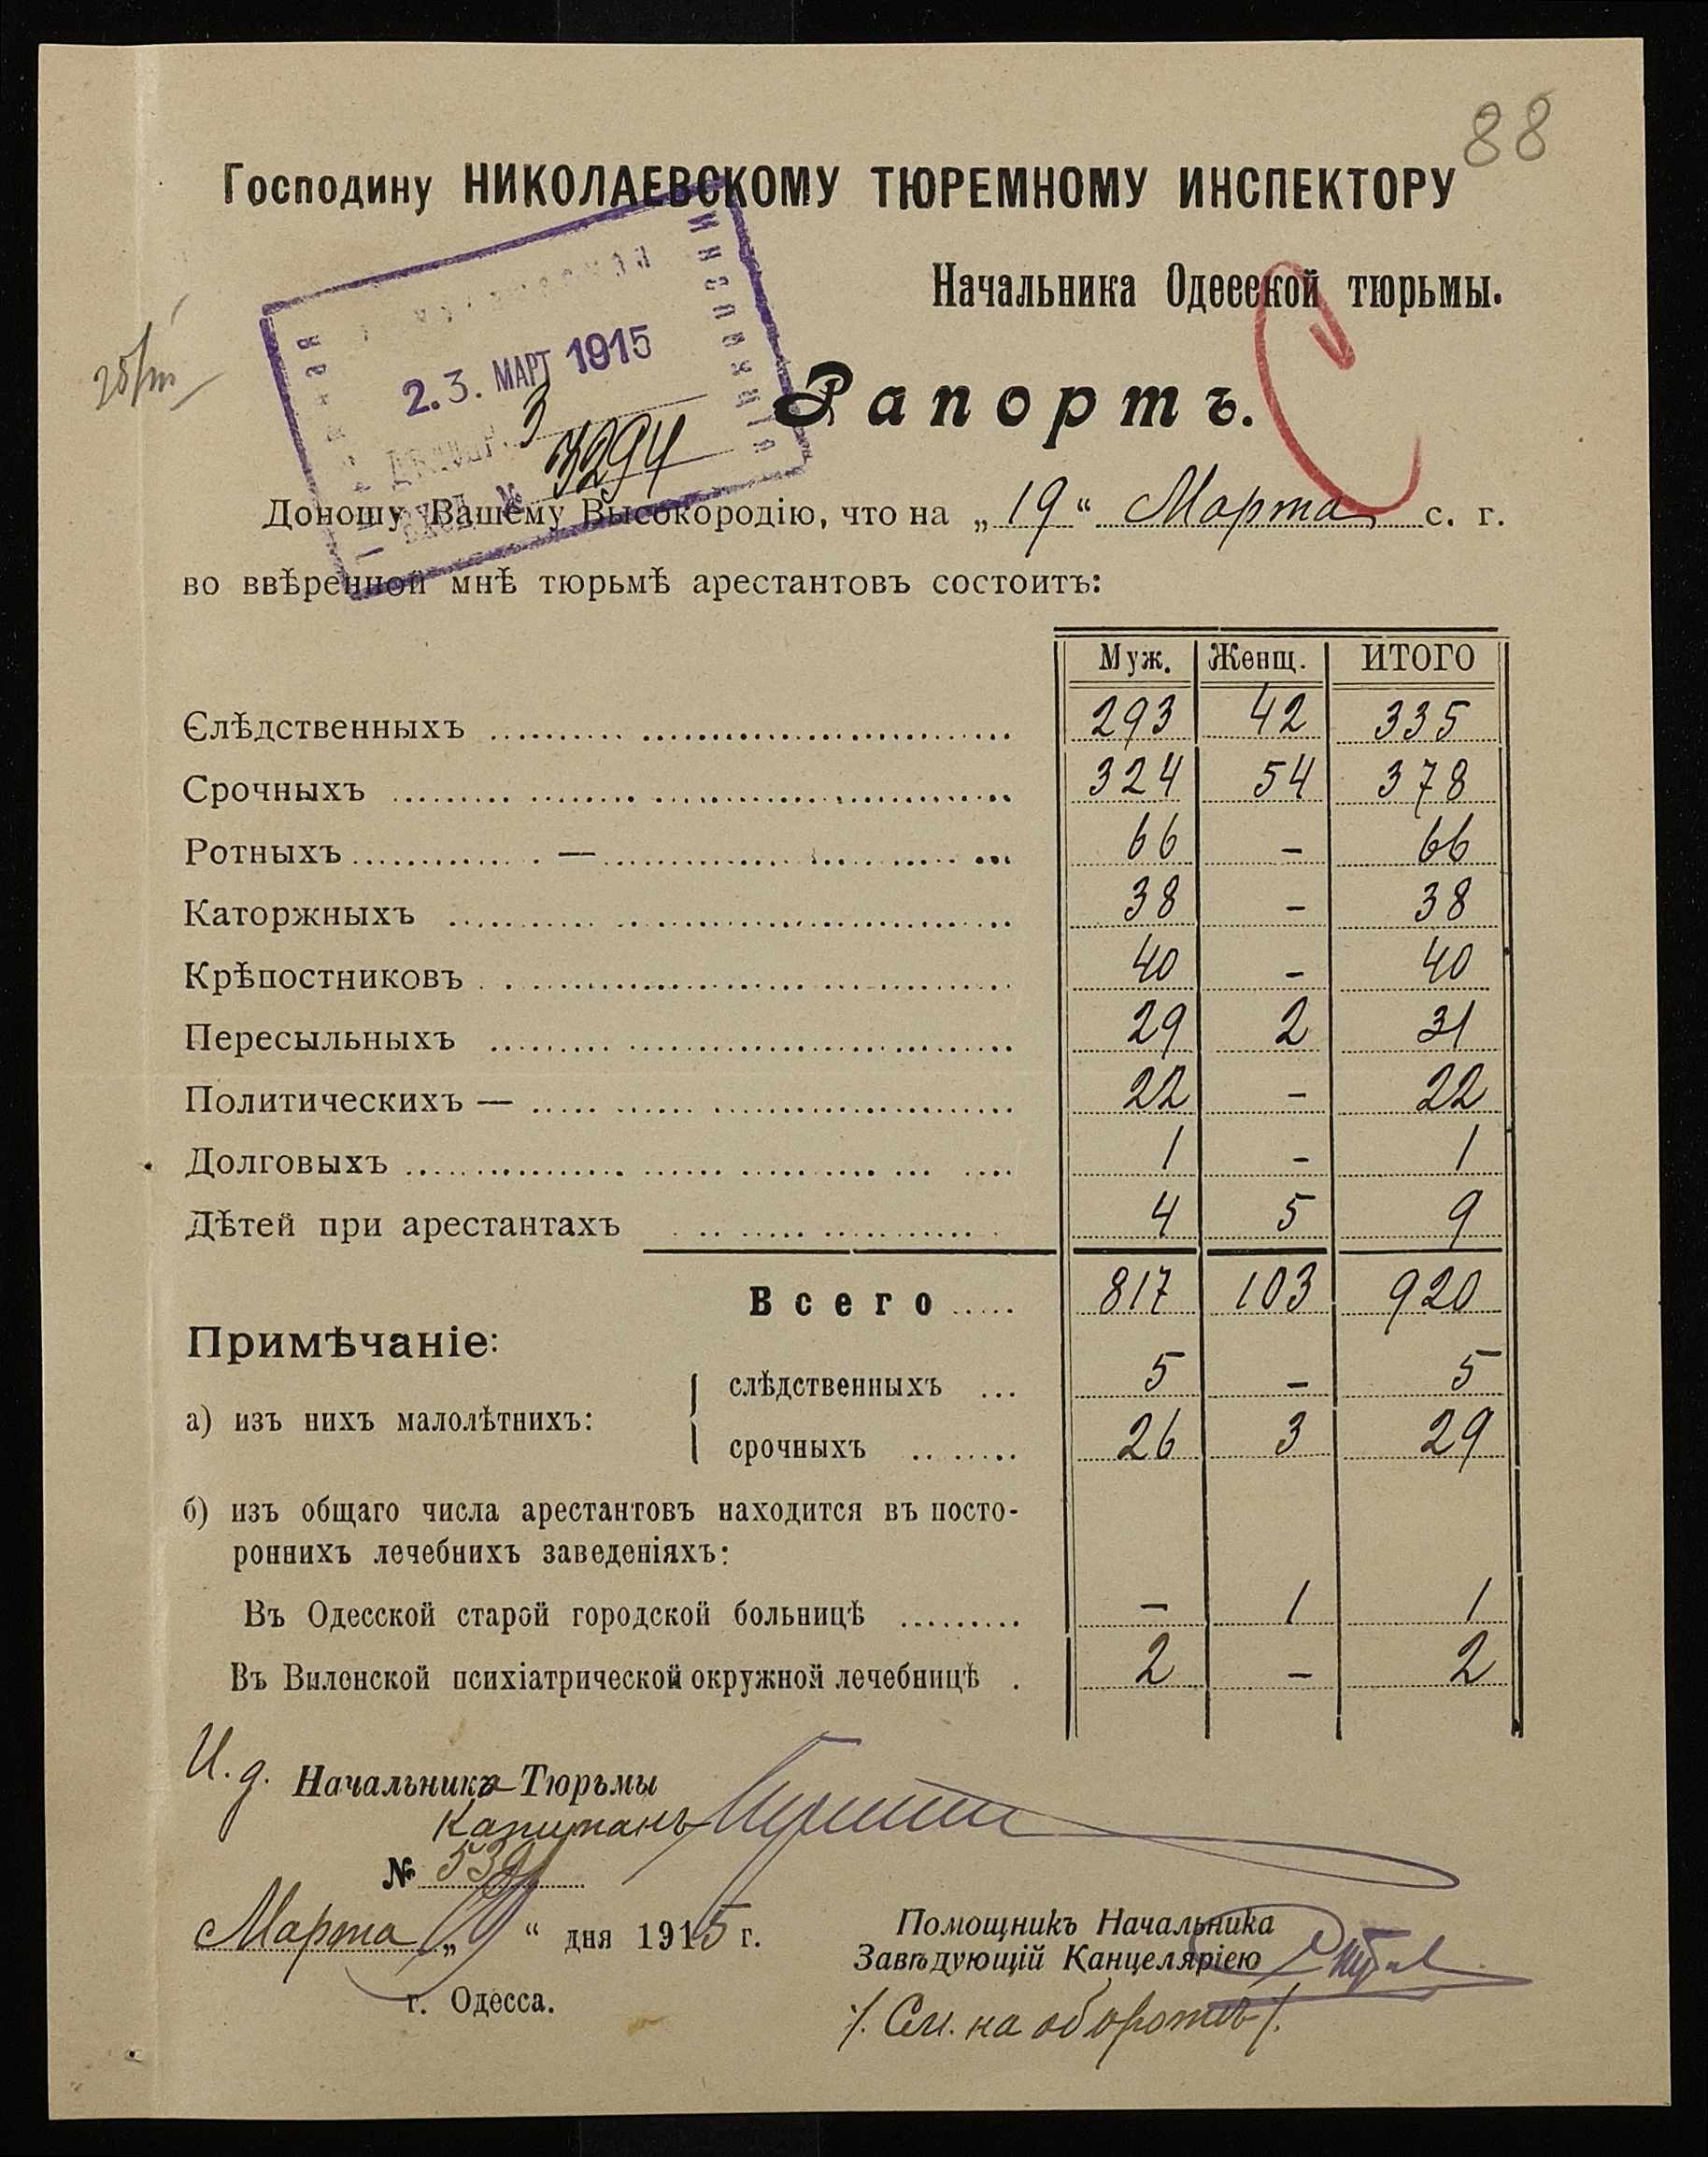 88
Господину НИКОЛАЕВСКОМУ ТЮРЕМНОМУ ИНСПЕКТОРУ
Начальника Одесской тюрьмы.
23. МАРТ 1915
3
3294
Рапортъ.
Доношу Вашему Высокородію, что на „19“ Марта с. г.
во ввѣренной мнѣ тюрьмѣ арестантовъ состоитъ:
Муж. Женщ. ИТОГО
Слѣдственныхъ 293 42 335
Срочныхъ 324 54 378
Ротныхъ — 66 - 66
Каторжныхъ 38 - 38
Крѣпостниковъ 40 - 40
Пересыльныхъ 29 2 31
Политическихъ — 22 - 22
Долговыхъ 1 - 1
Дѣтей при арестантахъ 4 5 9
Всего 817 103 920
Примѣчаніе:
а) изъ нихъ малолѣтнихъ:
слѣдственныхъ 5 - 5
срочныхъ 26 3 29
б) изъ общаго числа арестантовъ находится въ посто-
роннихъ лечебнихъ заведеніяхъ:
Въ Одесской старой городской больницѣ - 1 1
Въ Виленской психіатрической окружной лечебницѣ 2 - 2
И. д. Начальника Тюрьмы
Капитанъ
№
Марта „19“ дня 1915 г.
г. Одесса.
Помощникъ Начальника
Завѣдующій Канцеляріею
/. См. на оборотѣ /.